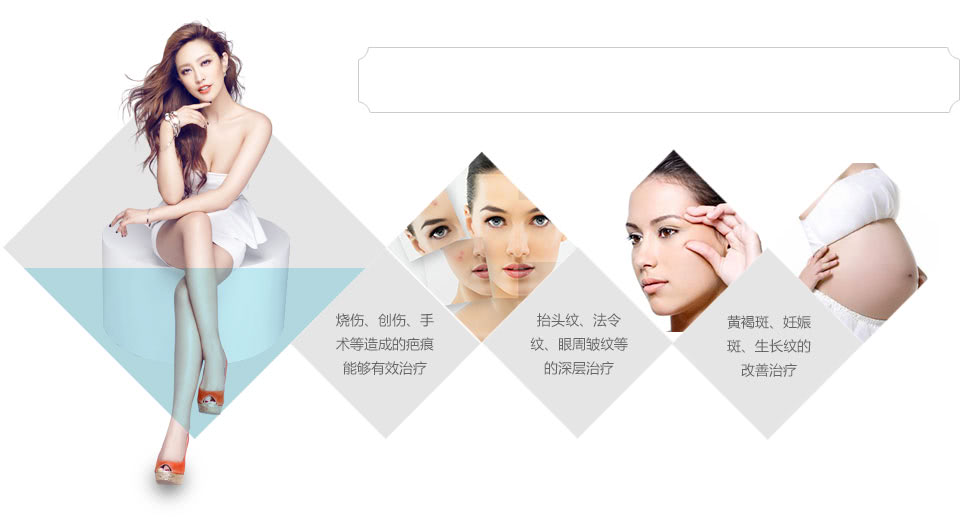 烧伤、创伤、手
术等造成的疤痕
能够有效治疗
抬头纹、法令
纹、眼周皱纹等
的深层治疗
黄褐斑、妊娠
斑、生长纹的
改善治疗